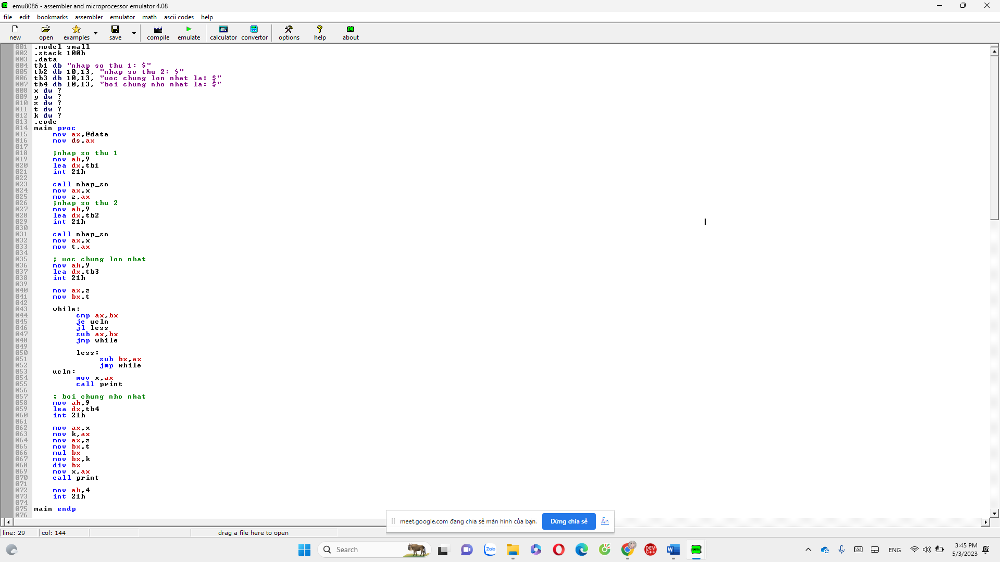 emu8086 - assembler and microprocessor emulator 4.08
file edit bookmarks assembler emulator math ascii codes help
new open examples save compile emulate calculator convertor options help about
001 .model small
002 .stack 100h
003 .data
004 tb1 db "nhap so thu 1: $"
005 tb2 db 10,13, "nhap so thu 2: $"
006 tb3 db 10,13, "uoc chung lon nhat la: $"
007 tb4 db 10,13, "boi chung nho nhat la: $"
008 x dw ?
009 y dw ?
010 z dw ?
011 t dw ?
012 k dw ?
013 .code
014 main proc
015 mov ax,@data
016 mov ds,ax
017
018 ;nhap so thu 1
019 mov ah,9
020 lea dx,tb1
021 int 21h
022
023 call nhap_so
024 mov ax,x
025 mov z,ax
026 ;nhap so thu 2
027 mov ah,9
028 lea dx,tb2
029 int 21h
030
031 call nhap_so
032 mov ax,x
033 mov t,ax
034
035 ; uoc chung lon nhat
036 mov ah,9
037 lea dx,tb3
038 int 21h
039
040 mov ax,z
041 mov bx,t
042
043 while:
044 cmp ax,bx
045 je ucln
046 jl less
047 sub ax,bx
048 jmp while
049
050 less:
051 sub bx,ax
052 jmp while
053 ucln:
054 mov x,ax
055 call print
056
057 ; boi chung nho nhat
058 mov ah,9
059 lea dx,tb4
060 int 21h
061
062 mov ax,x
063 mov k,ax
064 mov ax,z
065 mov bx,t
066 mul bx
067 mov bx,k
068 div bx
069 mov x,ax
070 call print
071
072 mov ah,4
073 int 21h
074
075 main endp
076
meet.google.com đang chia sẻ màn hình của bạn. Dừng chia sẻ Ẩn
line: 29 col: 144 drag a file here to open
Search Zalo DEV C++ W 8086 ENG 3:45 PM
5/3/2023